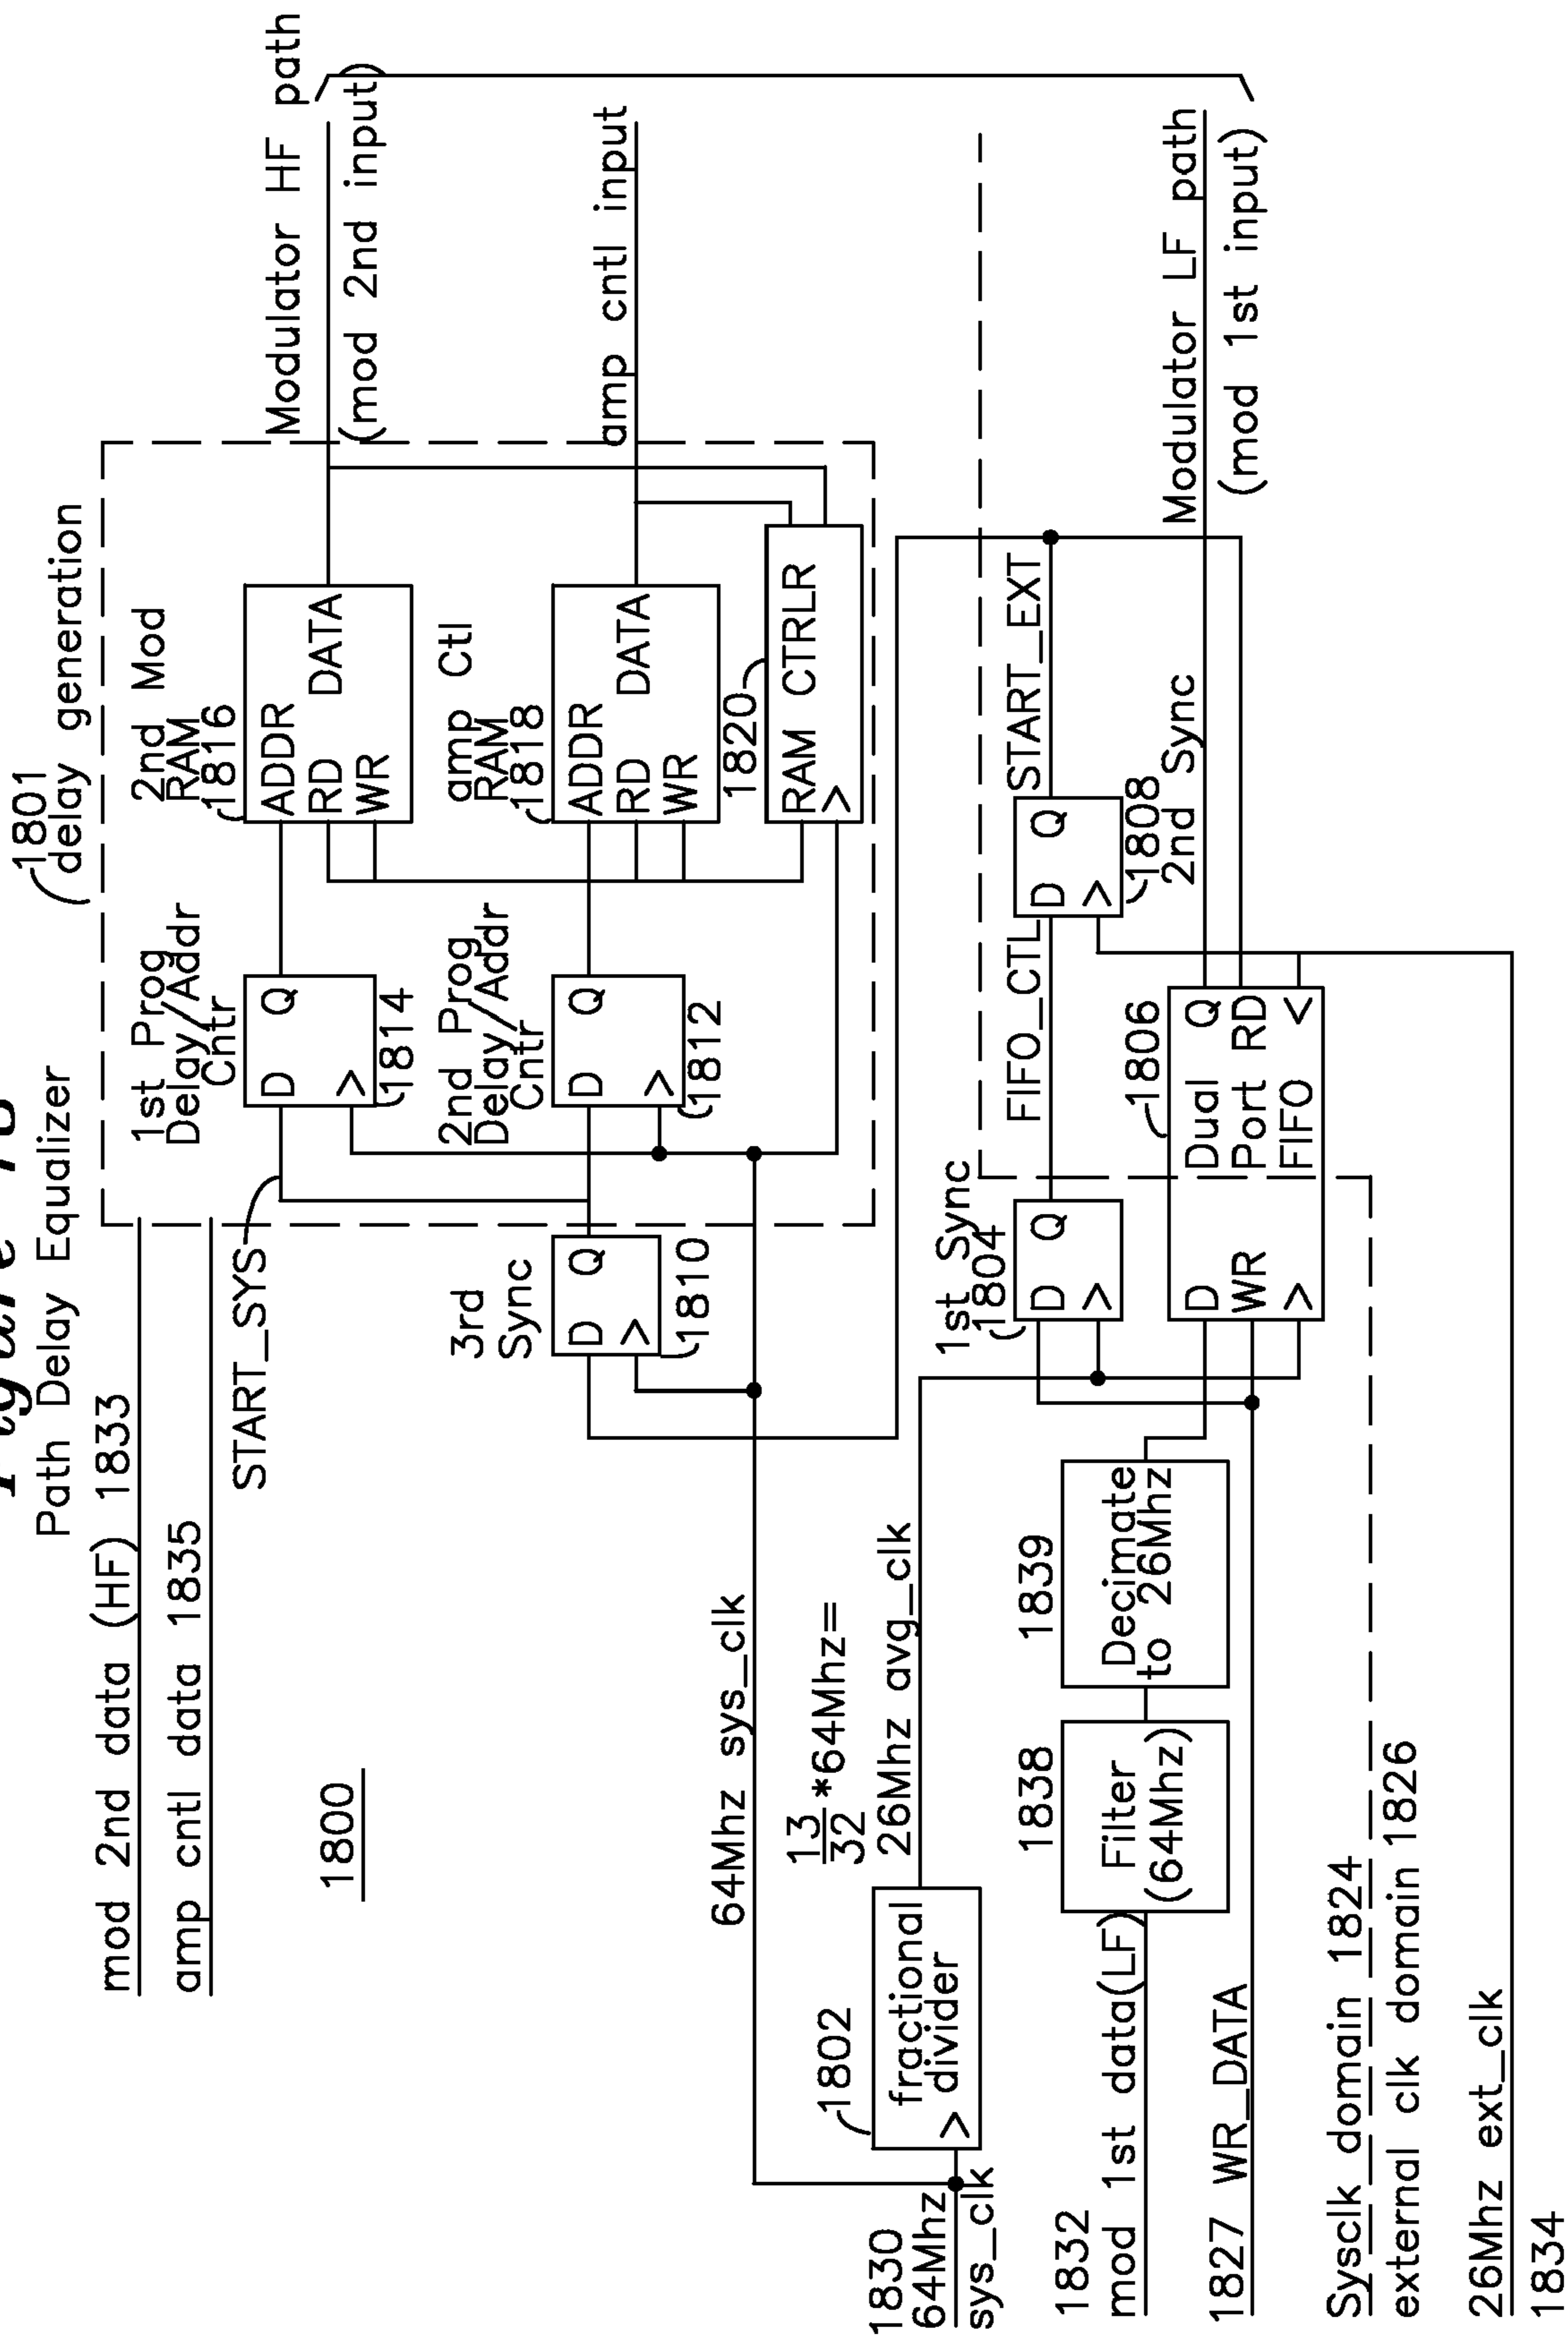 Figure 18
Path Delay Equalizer
mod 2nd data (HF) 1833
amp cntl data 1835
1800
START_SYS
1801
delay generation
1st Prog
Delay/Addr
Cntr
D Q
>
1814
2nd Mod
RAM
1816
ADDR
RD DATA
WR
Modulator HF path
(mod 2nd input)
3rd
Sync
D Q
>
1810
2nd Prog
Delay/Addr
Cntr
D Q
>
1812
amp Ctl
RAM
1818
ADDR
RD DATA
WR
amp cntl input
1820
RAM CTRLR
>
64Mhz sys_clk
1830
64Mhz
sys_clk
1802
fractional
divider
>
13
32
*64Mhz=
26Mhz avg_clk
1st Sync
1804
D Q
>
FIFO_CTL
D Q
>
1808
2nd Sync
START_EXT
1832
mod 1st data(LF)
1838
Filter
(64Mhz)
1839
Decimate
to 26Mhz
1806
D Dual Q
WR Port RD
> FIFO <
Modulator LF path
(mod 1st input)
1827 WR_DATA
Sysclk domain 1824
external clk domain 1826
26Mhz ext_clk
1834